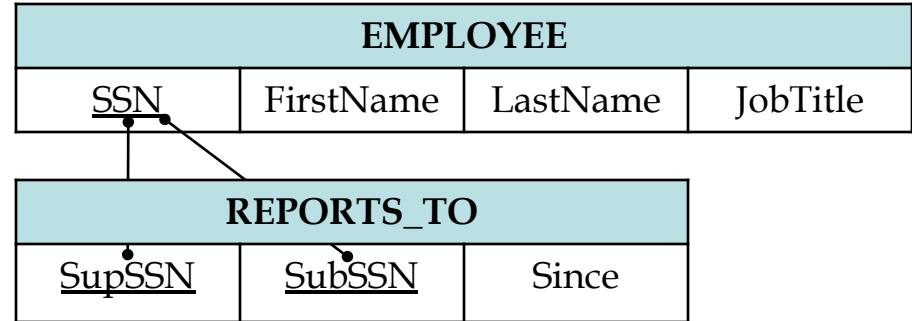 EMPLOYEE
SSN FirstName LastName JobTitle
REPORTS_TO
SupSSN SubSSN Since